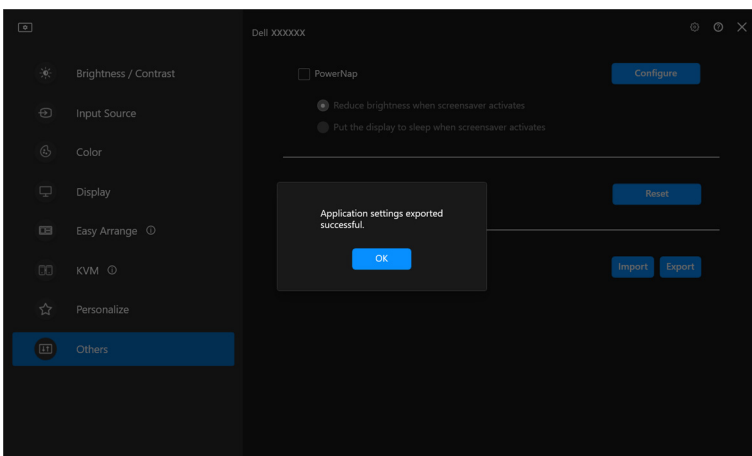 Dell XXXXXX
Brightness / Contrast
Input Source
Color
Display
Easy Arrange
KVM
Personalize
Others
PowerNap
Configure
Reduce brightness when screensaver activates
Put the display to sleep when screensaver activates
Reset
Application settings exported
successful.
OK
Import Export